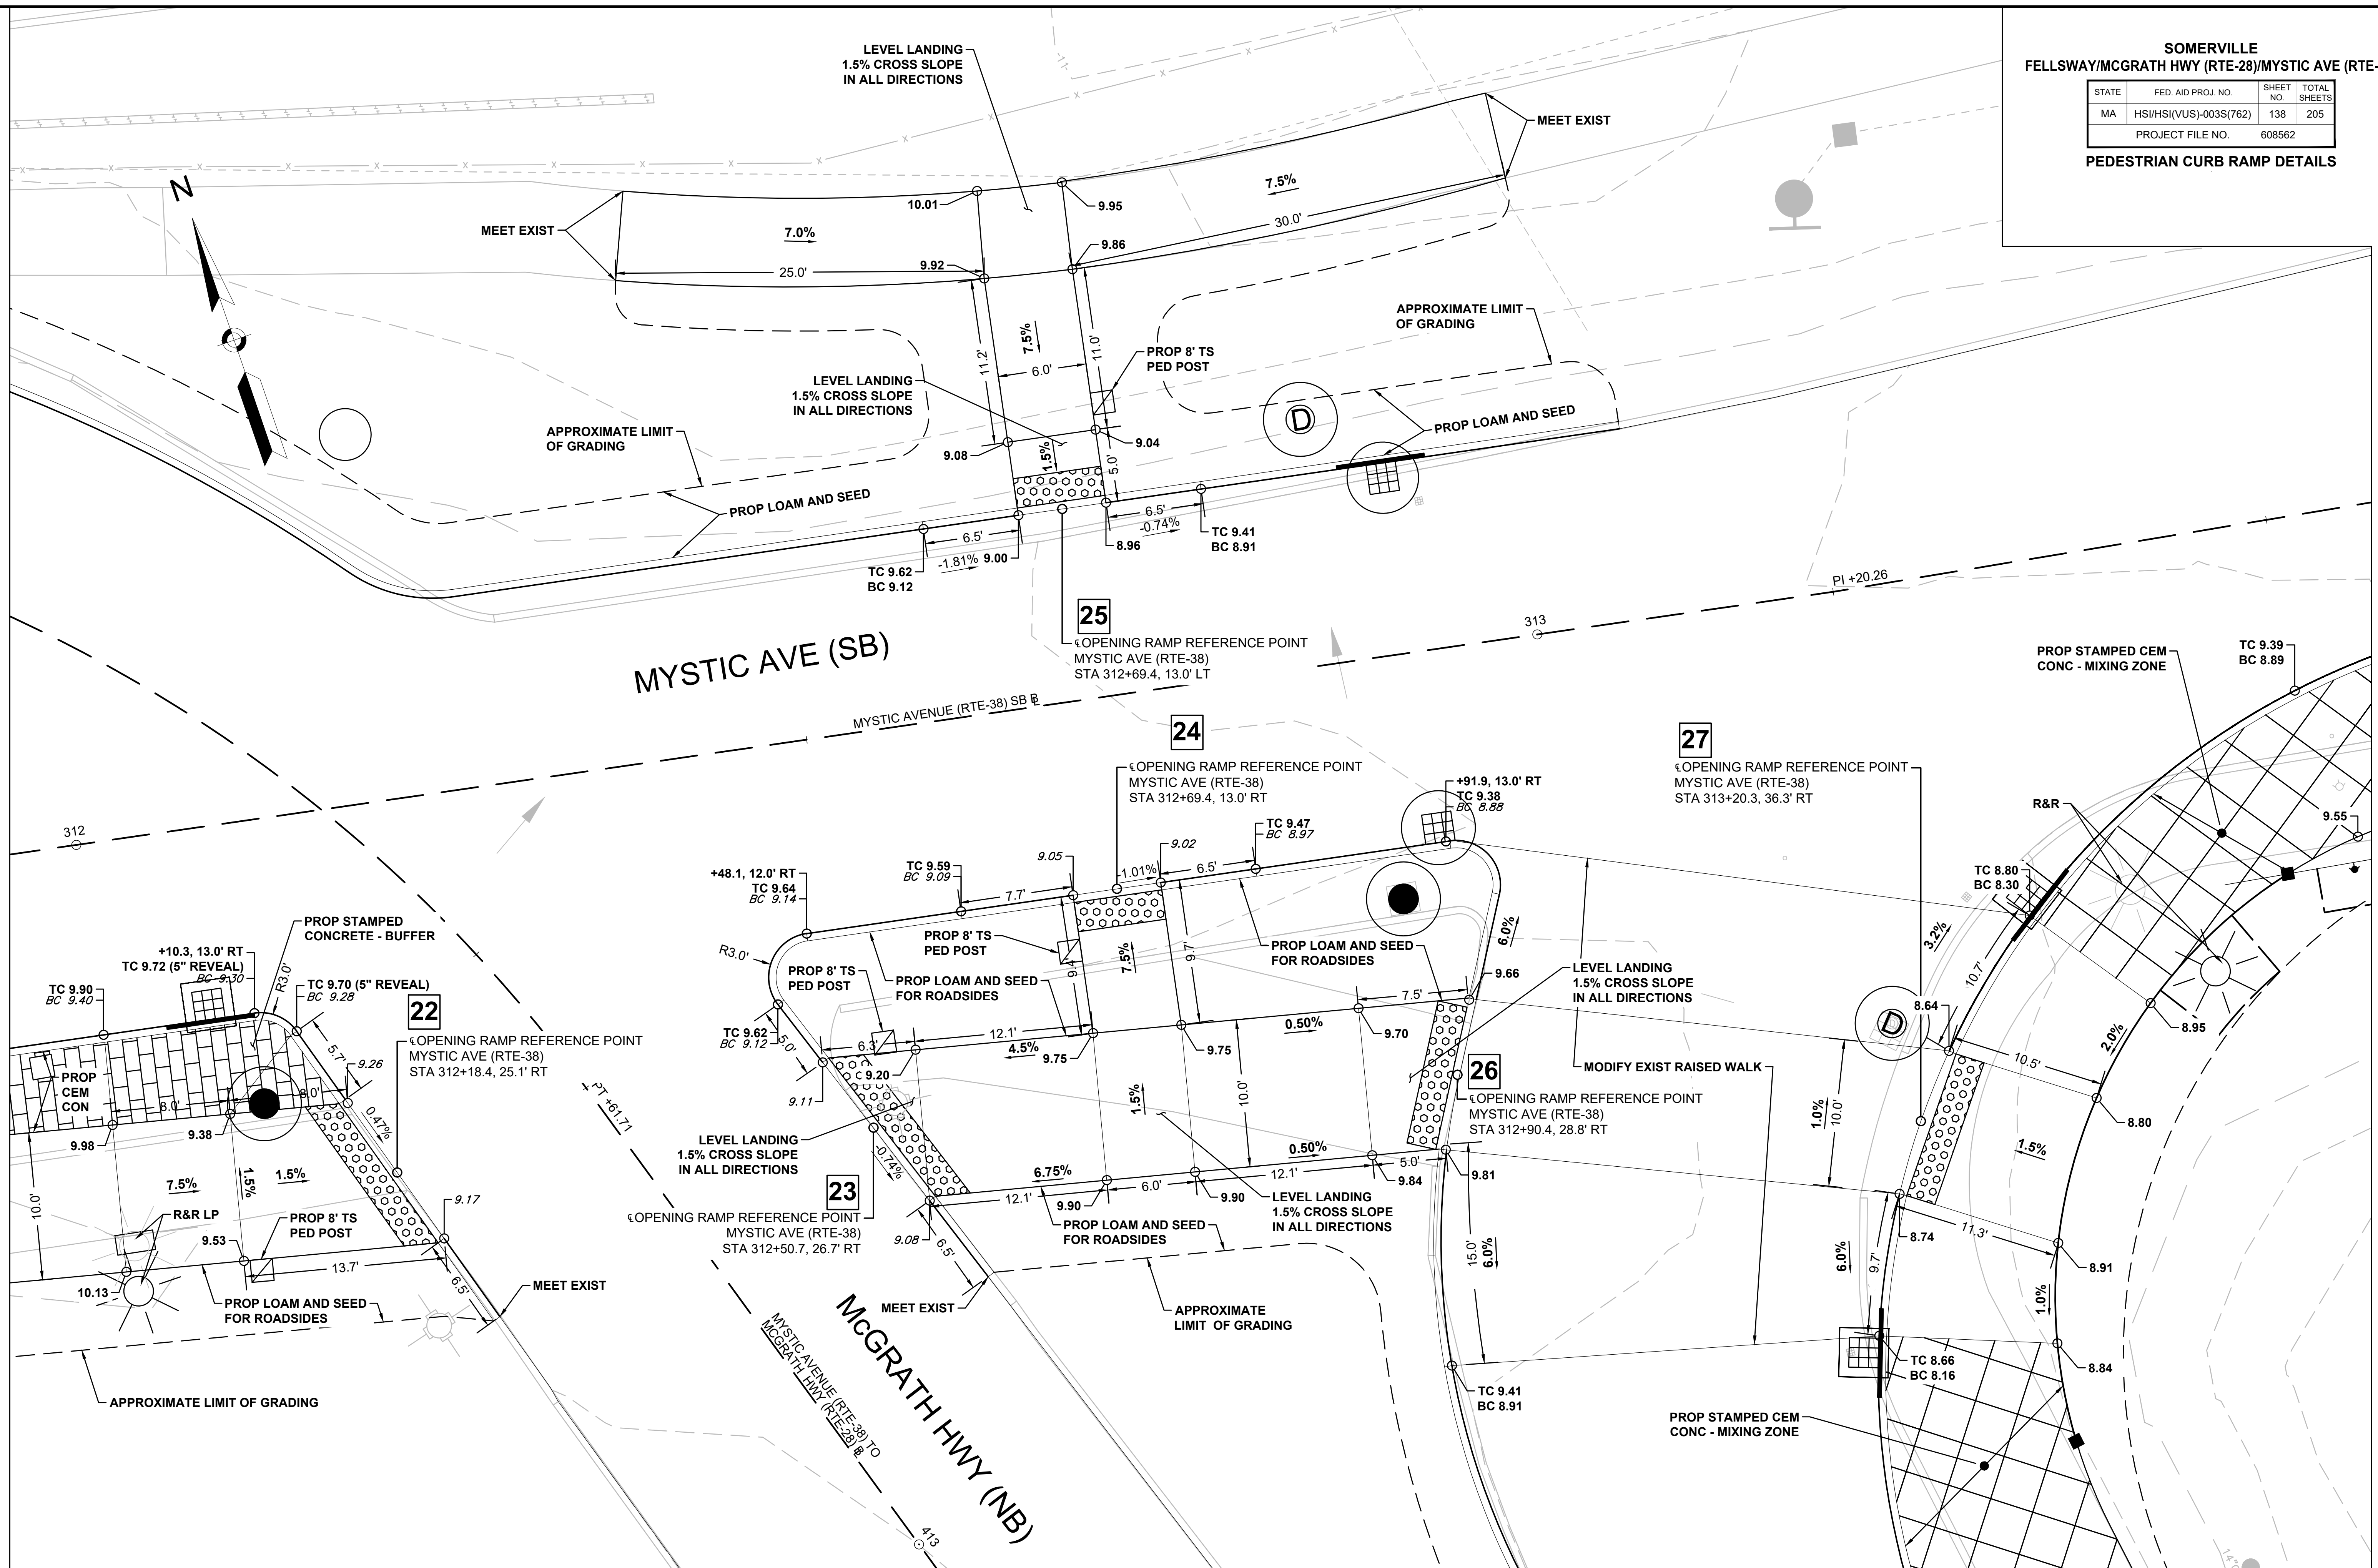 SOMERVILLE
FELLSWAY/MCGRATH HWY (RTE-28)/MYSTIC AVE (RTE-
STATE FED. AID PROJ. NO. SHEET NO. TOTAL SHEETS
MA HSI/HSI(VUS)-003S(762) 138 205
PROJECT FILE NO. 608562
PEDESTRIAN CURB RAMP DETAILS
LEVEL LANDING
1.5% CROSS SLOPE
IN ALL DIRECTIONS
MEET EXIST
N
MEET EXIST
10.01
9.95
7.5%
30.0'
7.0%
25.0'
9.92
9.86
APPROXIMATE LIMIT
OF GRADING
7.5%
11.2'
11.0'
6.0'
PROP 8' TS
PED POST
LEVEL LANDING
1.5% CROSS SLOPE
IN ALL DIRECTIONS
APPROXIMATE LIMIT
OF GRADING
D
PROP LOAM AND SEED
9.08
9.04
1.5%
5.0'
PROP LOAM AND SEED
6.5'
-0.74%
TC 9.41
BC 8.91
8.96
6.5'
-1.81%
9.00
TC 9.62
BC 9.12
PI +20.26
25
℄ OPENING RAMP REFERENCE POINT
MYSTIC AVE (RTE-38)
STA 312+69.4, 13.0' LT
313
MYSTIC AVE (SB)
MYSTIC AVENUE (RTE-38) SB BL
312
24
℄ OPENING RAMP REFERENCE POINT
MYSTIC AVE (RTE-38)
STA 312+69.4, 13.0' RT
27
℄ OPENING RAMP REFERENCE POINT
MYSTIC AVE (RTE-38)
STA 313+20.3, 36.3' RT
PROP STAMPED CEM
CONC - MIXING ZONE
TC 9.39
BC 8.89
R&R
9.55
+91.9, 13.0' RT
TC 9.38
BC 8.88
TC 9.47
BC 8.97
9.02
9.05
-1.01%
6.5'
TC 9.59
BC 9.09
7.7'
+48.1, 12.0' RT
TC 9.64
BC 9.14
R3.0'
PROP 8' TS
PED POST
PROP 8' TS
PED POST
PROP LOAM AND SEED
FOR ROADSIDES
9.4'
7.5%
9.7'
PROP LOAM AND SEED
FOR ROADSIDES
6.0%
9.66
7.5'
LEVEL LANDING
1.5% CROSS SLOPE
IN ALL DIRECTIONS
TC 9.62
BC 9.12
5.0'
6.3'
12.1'
4.5%
9.75
9.75
0.50%
9.70
9.20
9.11
1.5%
10.0'
LEVEL LANDING
1.5% CROSS SLOPE
IN ALL DIRECTIONS
-0.74%
26
℄ OPENING RAMP REFERENCE POINT
MYSTIC AVE (RTE-38)
STA 312+90.4, 28.8' RT
MODIFY EXIST RAISED WALK
23
℄ OPENING RAMP REFERENCE POINT
MYSTIC AVE (RTE-38)
STA 312+50.7, 26.7' RT
6.75%
12.1'
9.90
6.0'
9.90
0.50%
12.1'
9.84
5.0'
9.81
LEVEL LANDING
1.5% CROSS SLOPE
IN ALL DIRECTIONS
PROP LOAM AND SEED
FOR ROADSIDES
9.08
6.5'
MEET EXIST
APPROXIMATE
LIMIT OF GRADING
15.0'
6.0%
TC 9.41
BC 8.91
PROP STAMPED
CONCRETE - BUFFER
+10.3, 13.0' RT
TC 9.72 (5" REVEAL)
BC 9.30
R3.0'
TC 9.70 (5" REVEAL)
BC 9.28
TC 9.90
BC 9.40
22
℄ OPENING RAMP REFERENCE POINT
MYSTIC AVE (RTE-38)
STA 312+18.4, 25.1' RT
5.7'
9.26
0.47%
PROP
CEM
CON
8.0'
8.0'
9.98
9.38
7.5%
1.5%
1.5%
10.0'
9.17
R&R LP
9.53
PROP 8' TS
PED POST
13.7'
10.13
6.5'
MEET EXIST
PROP LOAM AND SEED
FOR ROADSIDES
APPROXIMATE LIMIT OF GRADING
PT +61.71
MYSTIC AVENUE (RTE-38) TO
MCGRATH HWY (RTE-28) BL
413
McGRATH HWY (NB)
TC 8.80
BC 8.30
3.2%
10.7'
D
8.64
10.5'
2.0%
8.95
8.80
1.0%
10.0'
1.5%
8.74
11.3'
8.91
6.0%
9.7'
1.0%
8.84
TC 8.66
BC 8.16
PROP STAMPED CEM
CONC - MIXING ZONE